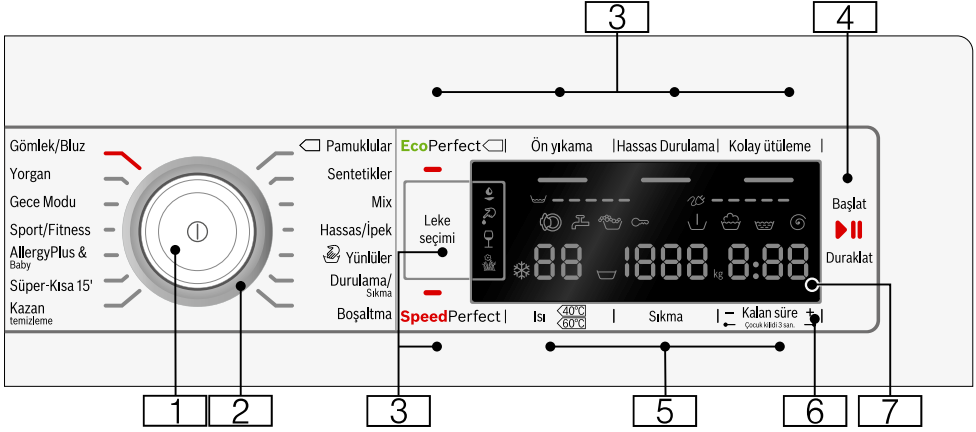 3
4
Gömlek/Bluz
Yorgan
Gece Modu
Sport/Fitness
AllergyPlus &
Baby
Süper-Kısa 15'
Kazan
temizleme
Pamuklular
Sentetikler
Mix
Hassas/İpek
Yünlüler
Durulama/
Sıkma
Boşaltma
EcoPerfect
Ön yıkama
Hassas Durulama
Kolay ütüleme
Leke
seçimi
88
1888 kg
8:88
Başlat
Duraklat
SpeedPerfect
Isı
40°C
60°C
Sıkma
– Kalan süre +
Çocuk kilidi 3 san.
1
2
3
5
6
7